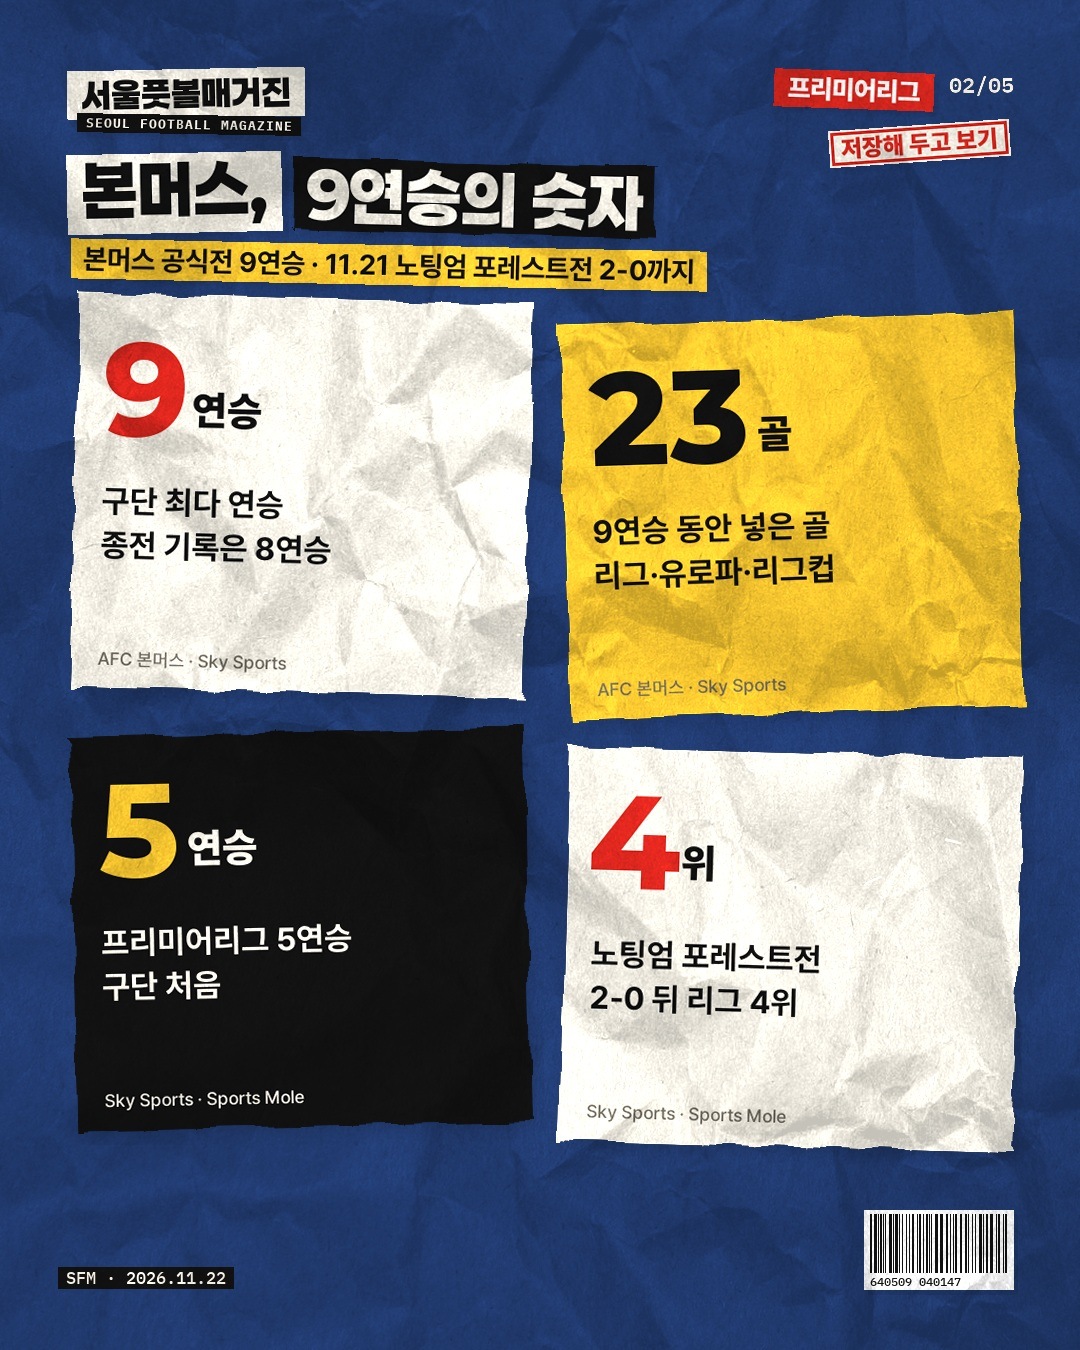 서울풋볼매거진
SEOUL FOOTBALL MAGAZINE
프리미어리그
02/05
저장해 두고 보기
본머스, 9연승의 숫자
본머스 공식전 9연승 · 11.21 노팅엄 포레스트전 2-0까지
9 연승
구단 최다 연승
종전 기록은 8연승
AFC 본머스 · Sky Sports
23 골
9연승 동안 넣은 골
리그·유로파·리그컵
AFC 본머스 · Sky Sports
5 연승
프리미어리그 5연승
구단 처음
Sky Sports · Sports Mole
4위
노팅엄 포레스트전
2-0 뒤 리그 4위
Sky Sports · Sports Mole
SFM · 2026.11.22
640509 040147